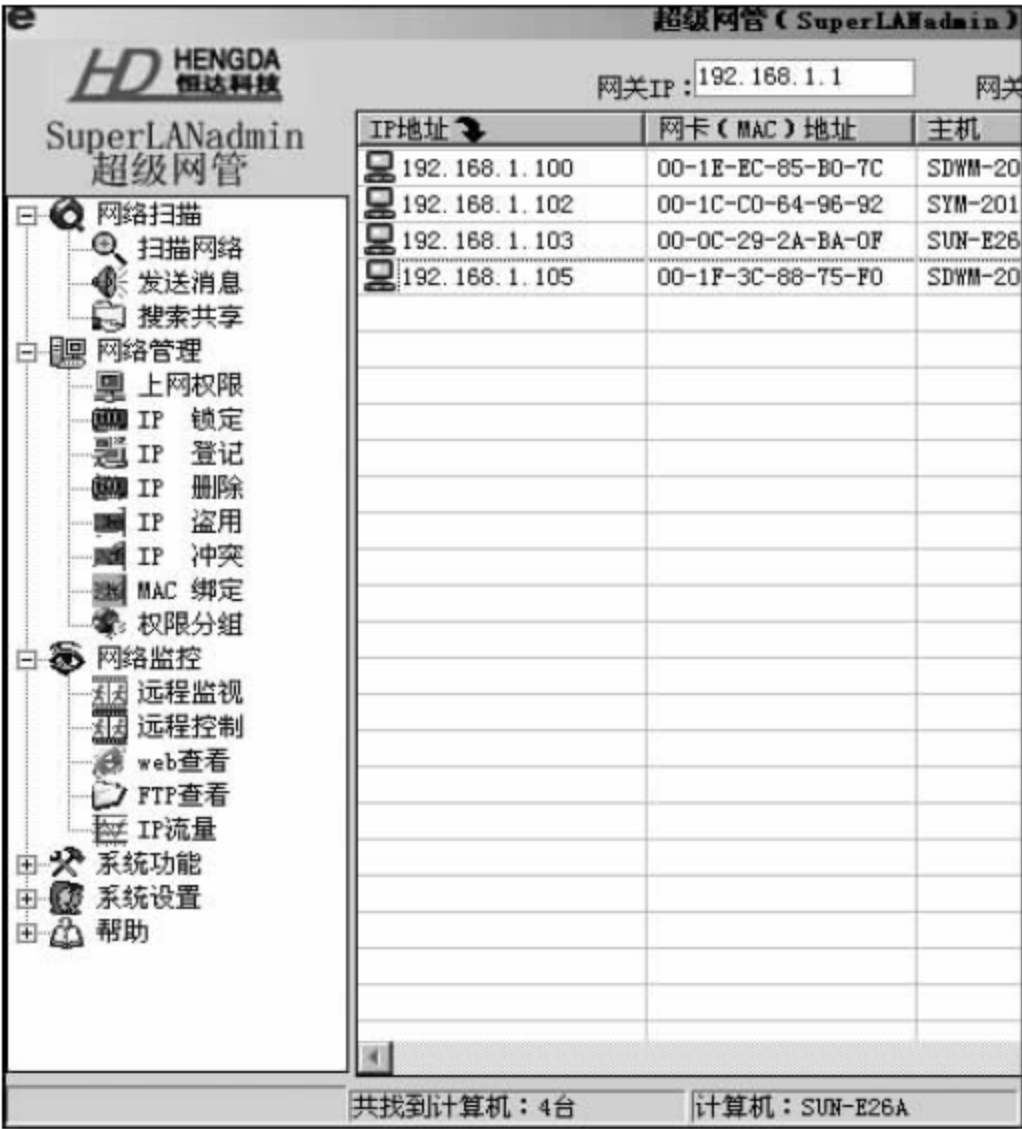 超级网管(SuperLANadmin)
HD HENGDA
恒达科技
SuperLANadmin
超级网管
网关IP:192.168.1.1 网关
网络扫描
扫描网络
发送消息
搜索共享
网络管理
上网权限
IP 锁定
IP 登记
IP 删除
IP 盗用
IP 冲突
MAC 绑定
权限分组
网络监控
远程监视
远程控制
web查看
FTP查看
IP流量
系统功能
系统设置
帮助
IP地址 网卡(MAC)地址 主机
192.168.1.100 00-1E-EC-85-B0-7C SDWM-20
192.168.1.102 00-1C-C0-64-96-92 SYM-201
192.168.1.103 00-0C-29-2A-BA-0F SUN-E26
192.168.1.105 00-1F-3C-88-75-F0 SDWM-20
共找到计算机:4台 计算机:SUN-E26A